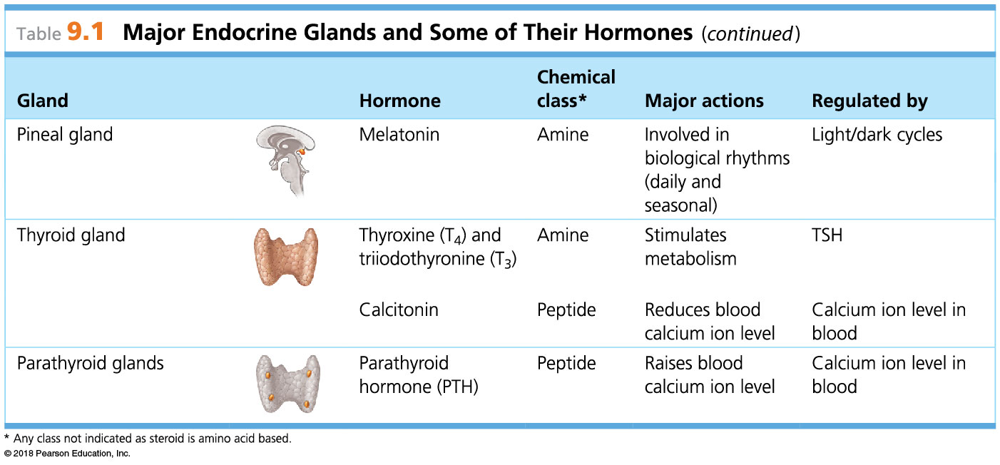 Table 9.1 Major Endocrine Glands and Some of Their Hormones (continued)
Gland
Hormone
Chemical
class*
Major actions
Regulated by
Pineal gland
Melatonin
Amine
Involved in
biological rhythms
(daily and
seasonal)
Light/dark cycles
Thyroid gland
Thyroxine (T₄) and
triiodothyronine (T₃)
Amine
Stimulates
metabolism
TSH
Calcitonin
Peptide
Reduces blood
calcium ion level
Calcium ion level in
blood
Parathyroid glands
Parathyroid
hormone (PTH)
Peptide
Raises blood
calcium ion level
Calcium ion level in
blood
* Any class not indicated as steroid is amino acid based.
© 2018 Pearson Education, Inc.